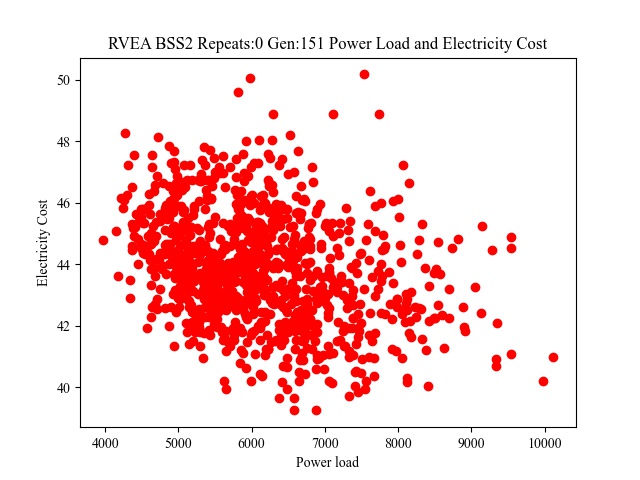 RVEA BSS2 Repeats:0 Gen:151 Power Load and Electricity Cost
50
48
46
44
42
40
Electricity Cost
4000 5000 6000 7000 8000 9000 10000
Power load